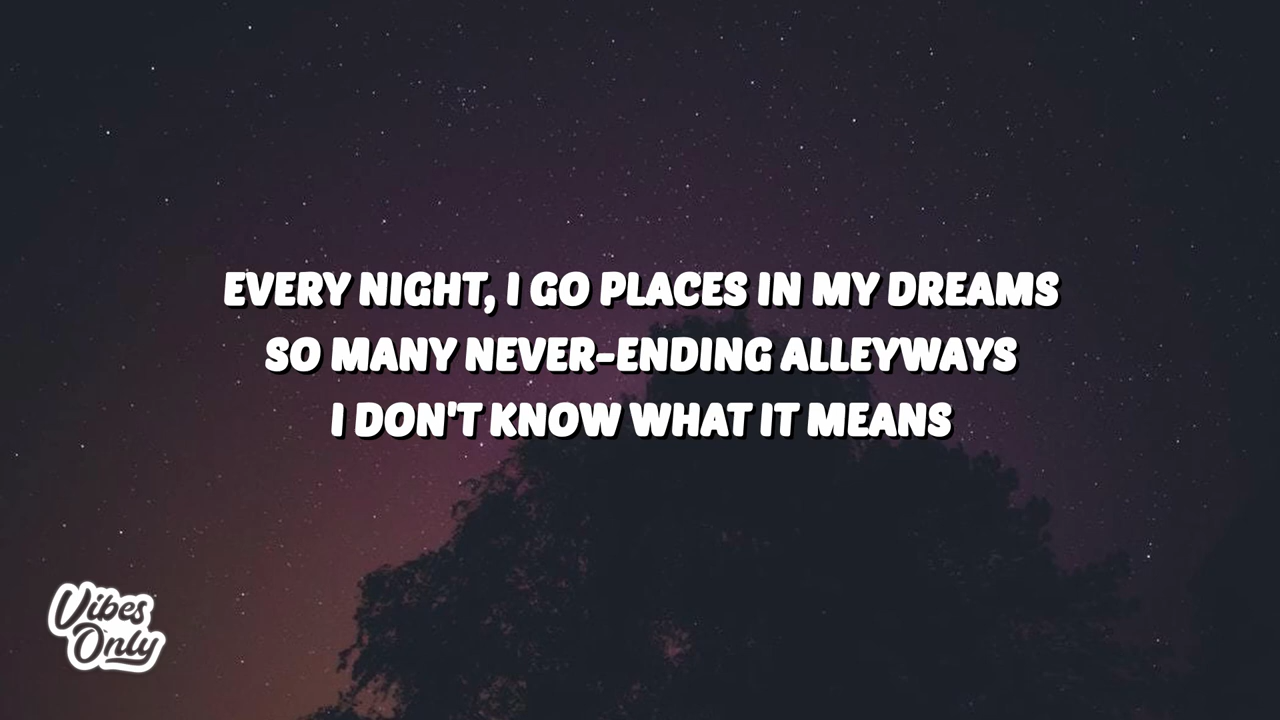 EVERY NIGHT, I GO PLACES IN MY DREAMS
SO MANY NEVER-ENDING ALLEYWAYS
I DON'T KNOW WHAT IT MEANS
Vibes
Only